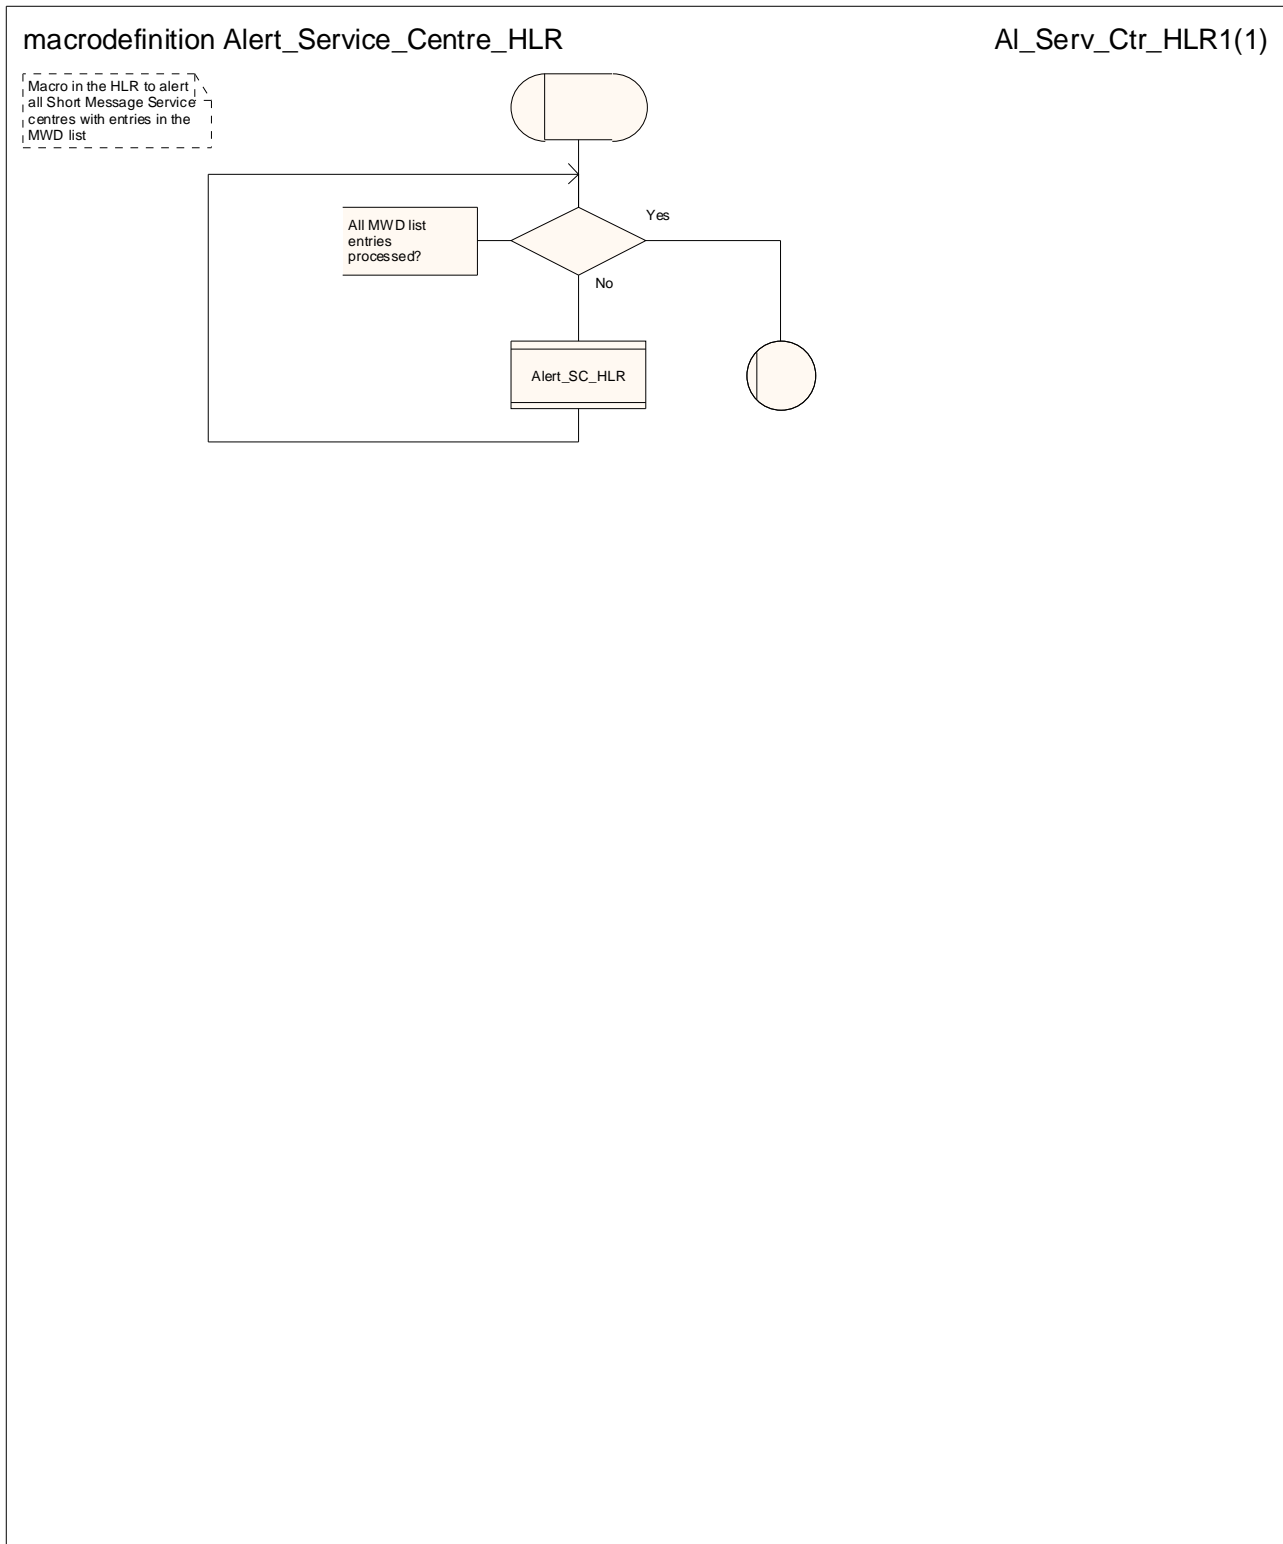 macrodefinition Alert_Service_Centre_HLR
Al_Serv_Ctr_HLR1(1)
Macro in the HLR to alert
all Short Message Service
centres with entries in the
MWD list
All MWD list
entries
processed?
Yes
No
Alert_SC_HLR